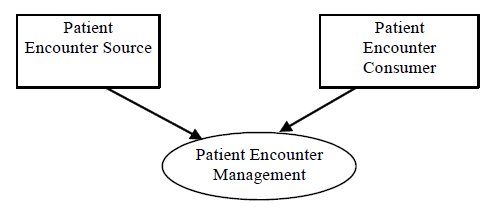 Patient
Encounter Source
Patient
Encounter
Consumer
Patient Encounter
Management